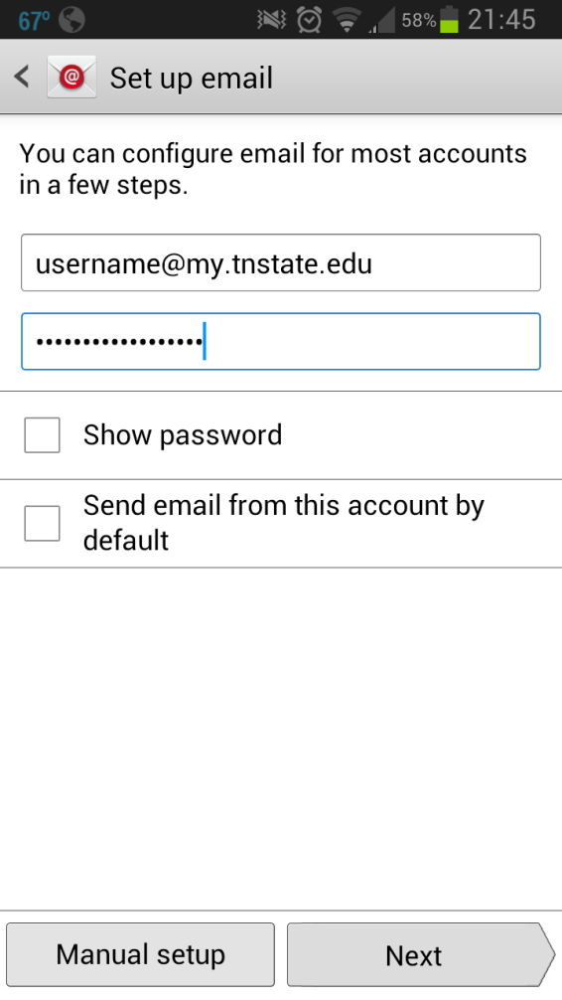 67° 58% 21:45
Set up email
You can configure email for most accounts
in a few steps.
username@my.tnstate.edu
••••••••••••••••••
Show password
Send email from this account by
default
Manual setup Next